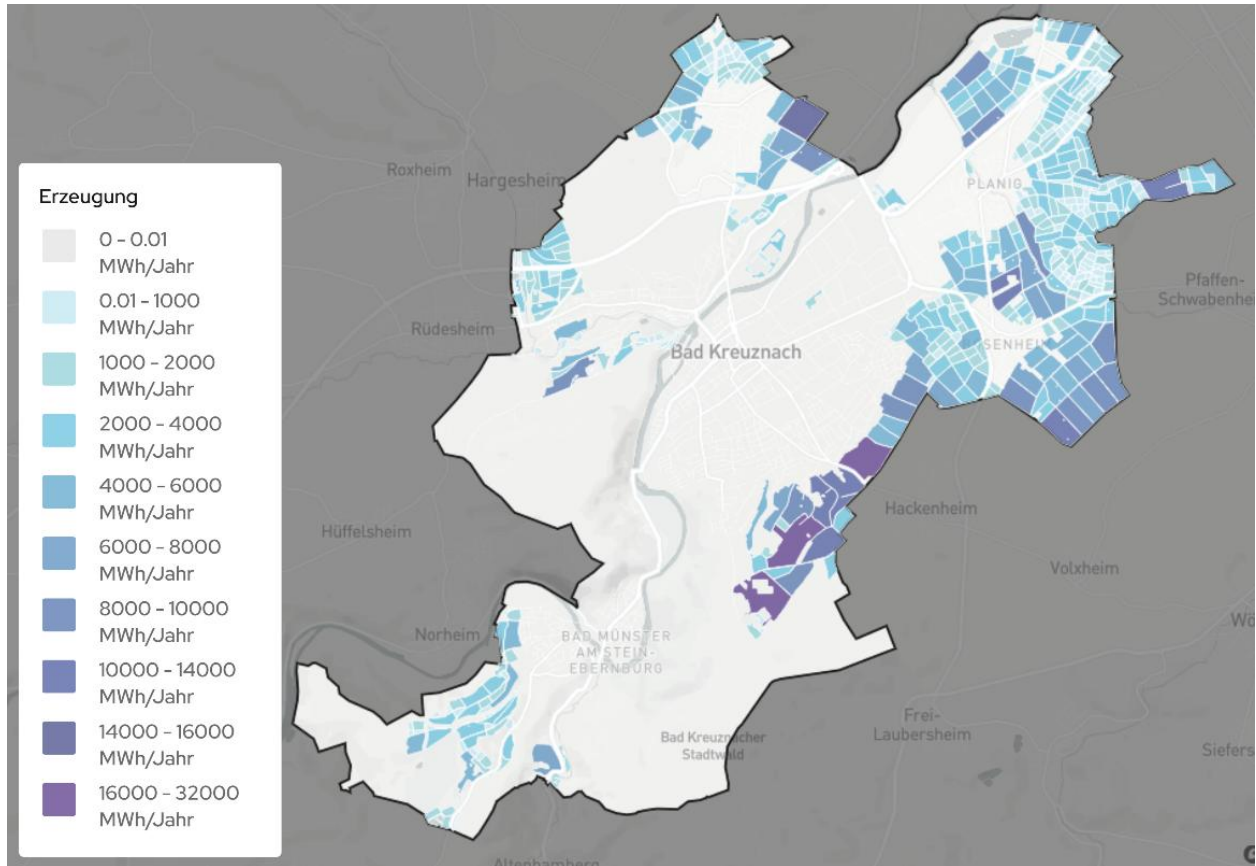 Erzeugung
0 - 0.01
MWh/Jahr
0.01 - 1000
MWh/Jahr
1000 - 2000
MWh/Jahr
2000 - 4000
MWh/Jahr
4000 - 6000
MWh/Jahr
6000 - 8000
MWh/Jahr
8000 - 10000
MWh/Jahr
10000 - 14000
MWh/Jahr
14000 - 16000
MWh/Jahr
16000 - 32000
MWh/Jahr
Roxheim
Hargesheim
PLANIG
Pfaffen-
Schwabenhe
Rüdesheim
Bad Kreuznach
Hackenheim
Hüffelsheim
Volxheim
Norheim
BAD MÜNSTER
AM STEIN-
EBERNBURG
Frei-
Laubersheim
Bad Kreuznacher
Stadtwald
Siefers
Altenbamberg